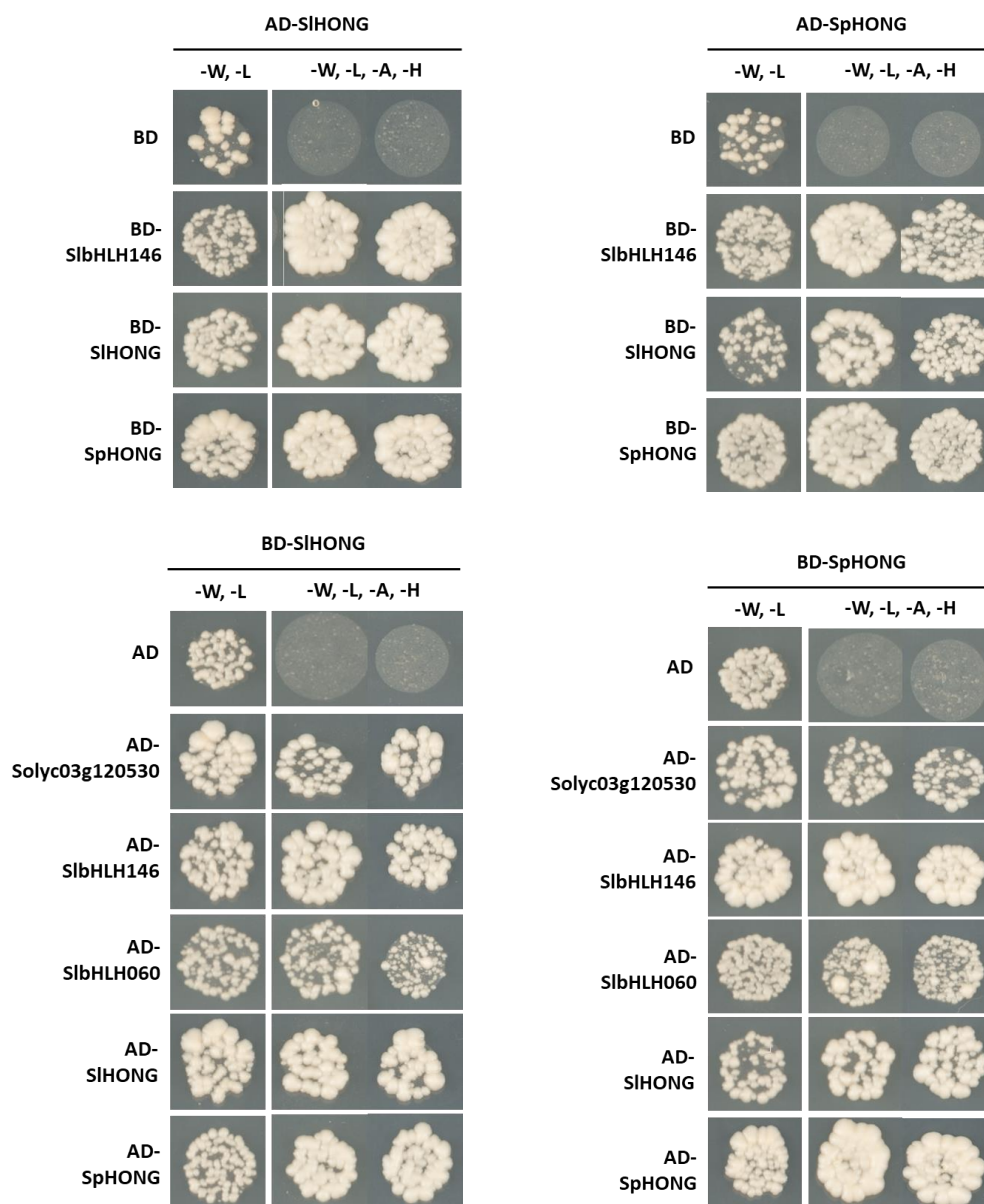 AD-SlHONG
-W, -L
-W, -L, -A, -H
BD
BD-
SlbHLH146
BD-
SlHONG
BD-
SpHONG
AD-SpHONG
-W, -L
-W, -L, -A, -H
BD
BD-
SlbHLH146
BD-
SlHONG
BD-
SpHONG
BD-SlHONG
-W, -L
-W, -L, -A, -H
AD
AD-
Solyc03g120530
AD-
SlbHLH146
AD-
SlbHLH060
AD-
SlHONG
AD-
SpHONG
BD-SpHONG
-W, -L
-W, -L, -A, -H
AD
AD-
Solyc03g120530
AD-
SlbHLH146
AD-
SlbHLH060
AD-
SlHONG
AD-
SpHONG